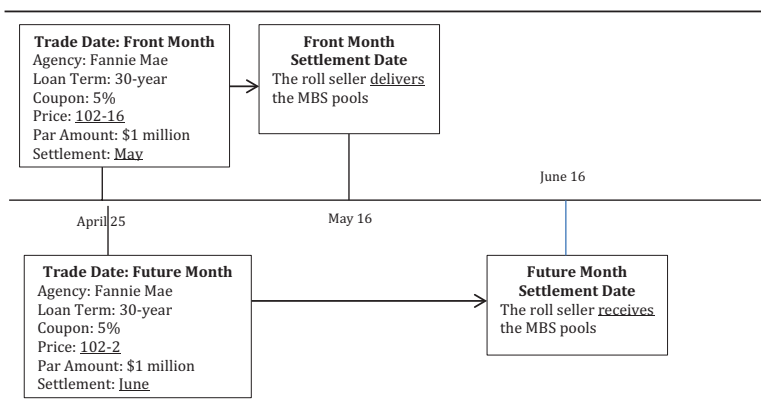 Trade Date: Front Month
Agency: Fannie Mae
Loan Term: 30-year
Coupon: 5%
Price: 102-16
Par Amount: $1 million
Settlement: May
Front Month
Settlement Date
The roll seller delivers
the MBS pools
June 16
April 25
May 16
Trade Date: Future Month
Agency: Fannie Mae
Loan Term: 30-year
Coupon: 5%
Price: 102-2
Par Amount: $1 million
Settlement: June
Future Month
Settlement Date
The roll seller receives
the MBS pools